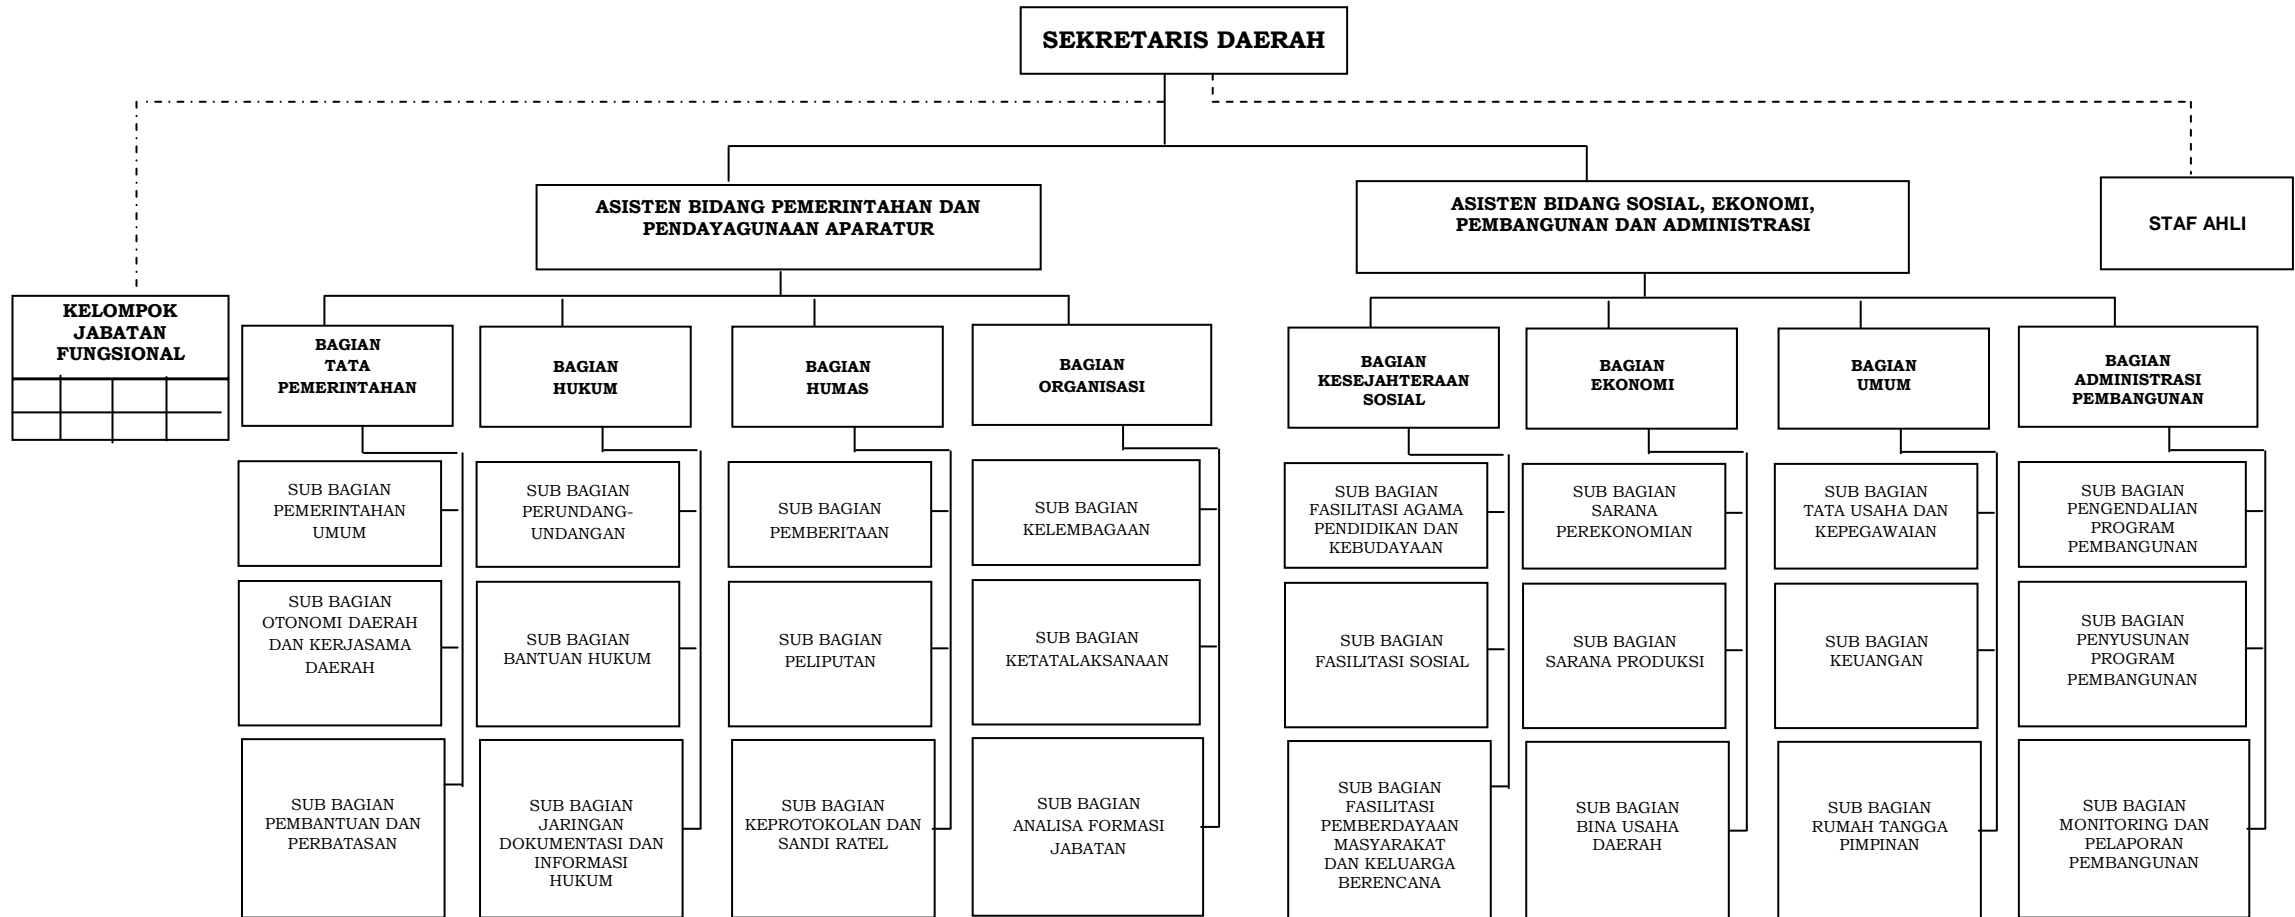 SEKRETARIS DAERAH
ASISTEN BIDANG PEMERINTAHAN DAN
PENDAYAGUNAAN APARATUR
ASISTEN BIDANG SOSIAL, EKONOMI,
PEMBANGUNAN DAN ADMINISTRASI
STAF AHLI
KELOMPOK
JABATAN
FUNGSIONAL
BAGIAN
TATA
PEMERINTAHAN
BAGIAN
HUKUM
BAGIAN
HUMAS
BAGIAN
ORGANISASI
BAGIAN
KESEJAHTERAAN
SOSIAL
BAGIAN
EKONOMI
BAGIAN
UMUM
BAGIAN
ADMINISTRASI
PEMBANGUNAN
SUB BAGIAN
PEMERINTAHAN
UMUM
SUB BAGIAN
PERUNDANG-
UNDANGAN
SUB BAGIAN
PEMBERITAAN
SUB BAGIAN
KELEMBAGAAN
SUB BAGIAN
FASILITASI AGAMA
PENDIDIKAN DAN
KEBUDAYAAN
SUB BAGIAN
SARANA
PEREKONOMIAN
SUB BAGIAN
TATA USAHA DAN
KEPEGAWAIAN
SUB BAGIAN
PENGENDALIAN
PROGRAM
PEMBANGUNAN
SUB BAGIAN
OTONOMI DAERAH
DAN KERJASAMA
DAERAH
SUB BAGIAN
BANTUAN HUKUM
SUB BAGIAN
PELIPUTAN
SUB BAGIAN
KETATALAKSANAAN
SUB BAGIAN
FASILITASI SOSIAL
SUB BAGIAN
SARANA PRODUKSI
SUB BAGIAN
KEUANGAN
SUB BAGIAN
PENYUSUNAN
PROGRAM
PEMBANGUNAN
SUB BAGIAN
PEMBANTUAN DAN
PERBATASAN
SUB BAGIAN
JARINGAN
DOKUMENTASI DAN
INFORMASI
HUKUM
SUB BAGIAN
KEPROTOKOLAN DAN
SANDI RATEL
SUB BAGIAN
ANALISA FORMASI
JABATAN
SUB BAGIAN
FASILITASI
PEMBERDAYAAN
MASYARAKAT
DAN KELUARGA
BERENCANA
SUB BAGIAN
BINA USAHA
DAERAH
SUB BAGIAN
RUMAH TANGGA
PIMPINAN
SUB BAGIAN
MONITORING DAN
PELAPORAN
PEMBANGUNAN